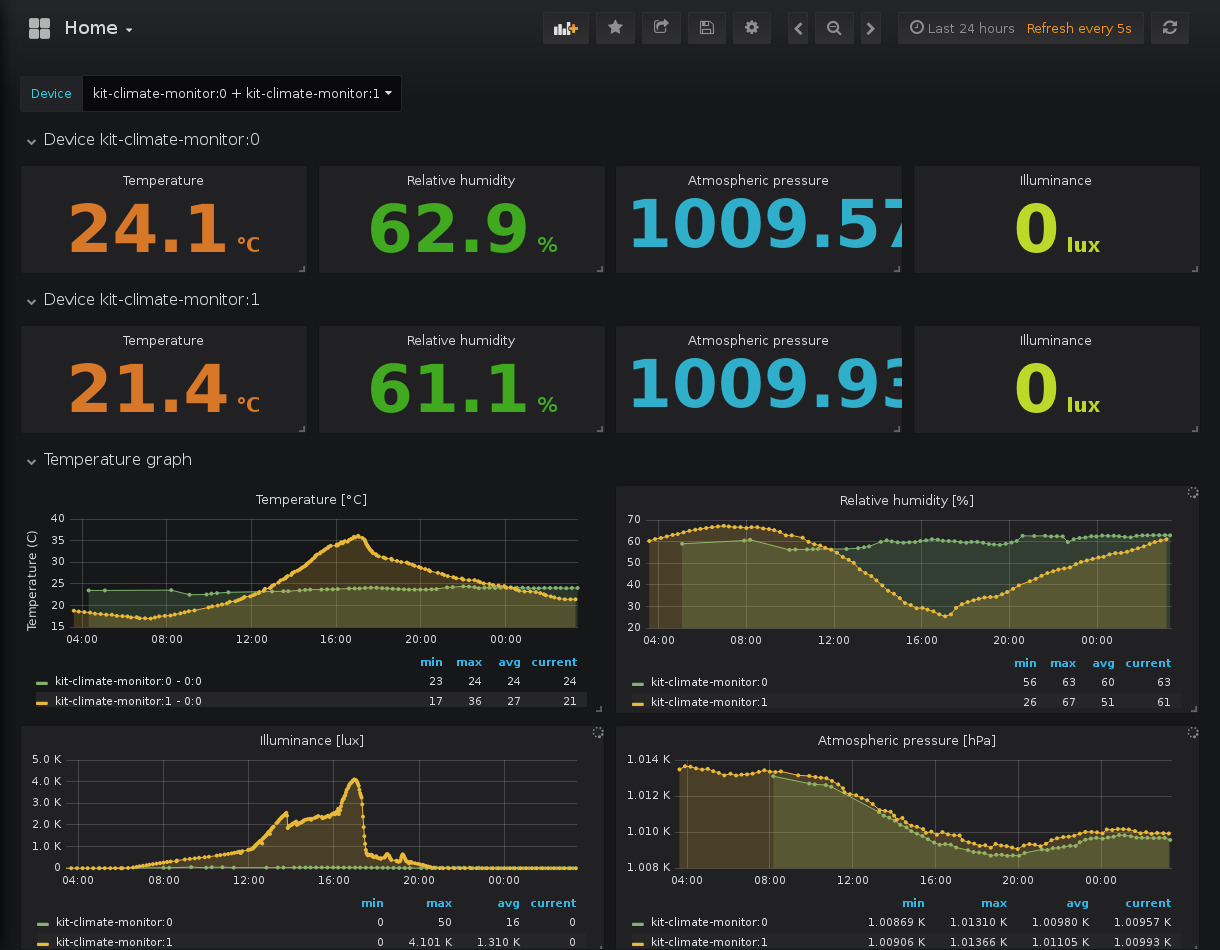 Home
Last 24 hours Refresh every 5s
Device kit-climate-monitor:0 + kit-climate-monitor:1
Device kit-climate-monitor:0
Temperature Relative humidity Atmospheric pressure Illuminance
24.1 °C 62.9 % 1009.57 0 lux
Device kit-climate-monitor:1
Temperature Relative humidity Atmospheric pressure Illuminance
21.4 °C 61.1 % 1009.93 0 lux
Temperature graph
Temperature [°C]
Temperature (C)
40
35
30
25
20
15
04:00 08:00 12:00 16:00 20:00 00:00
min max avg current
kit-climate-monitor:0 - 0:0 23 24 24 24
kit-climate-monitor:1 - 0:0 17 36 27 21
Relative humidity [%]
70
60
50
40
30
20
04:00 08:00 12:00 16:00 20:00 00:00
min max avg current
kit-climate-monitor:0 56 63 60 63
kit-climate-monitor:1 26 67 51 61
Illuminance [lux]
5.0 K
4.0 K
3.0 K
2.0 K
1.0 K
0
04:00 08:00 12:00 16:00 20:00 00:00
min max avg current
kit-climate-monitor:0 0 50 16 0
kit-climate-monitor:1 0 4.101 K 1.310 K 0
Atmospheric pressure [hPa]
1.014 K
1.012 K
1.010 K
1.008 K
04:00 08:00 12:00 16:00 20:00 00:00
min max avg current
kit-climate-monitor:0 1.00869 K 1.01310 K 1.00980 K 1.00957 K
kit-climate-monitor:1 1.00906 K 1.01366 K 1.01105 K 1.00993 K